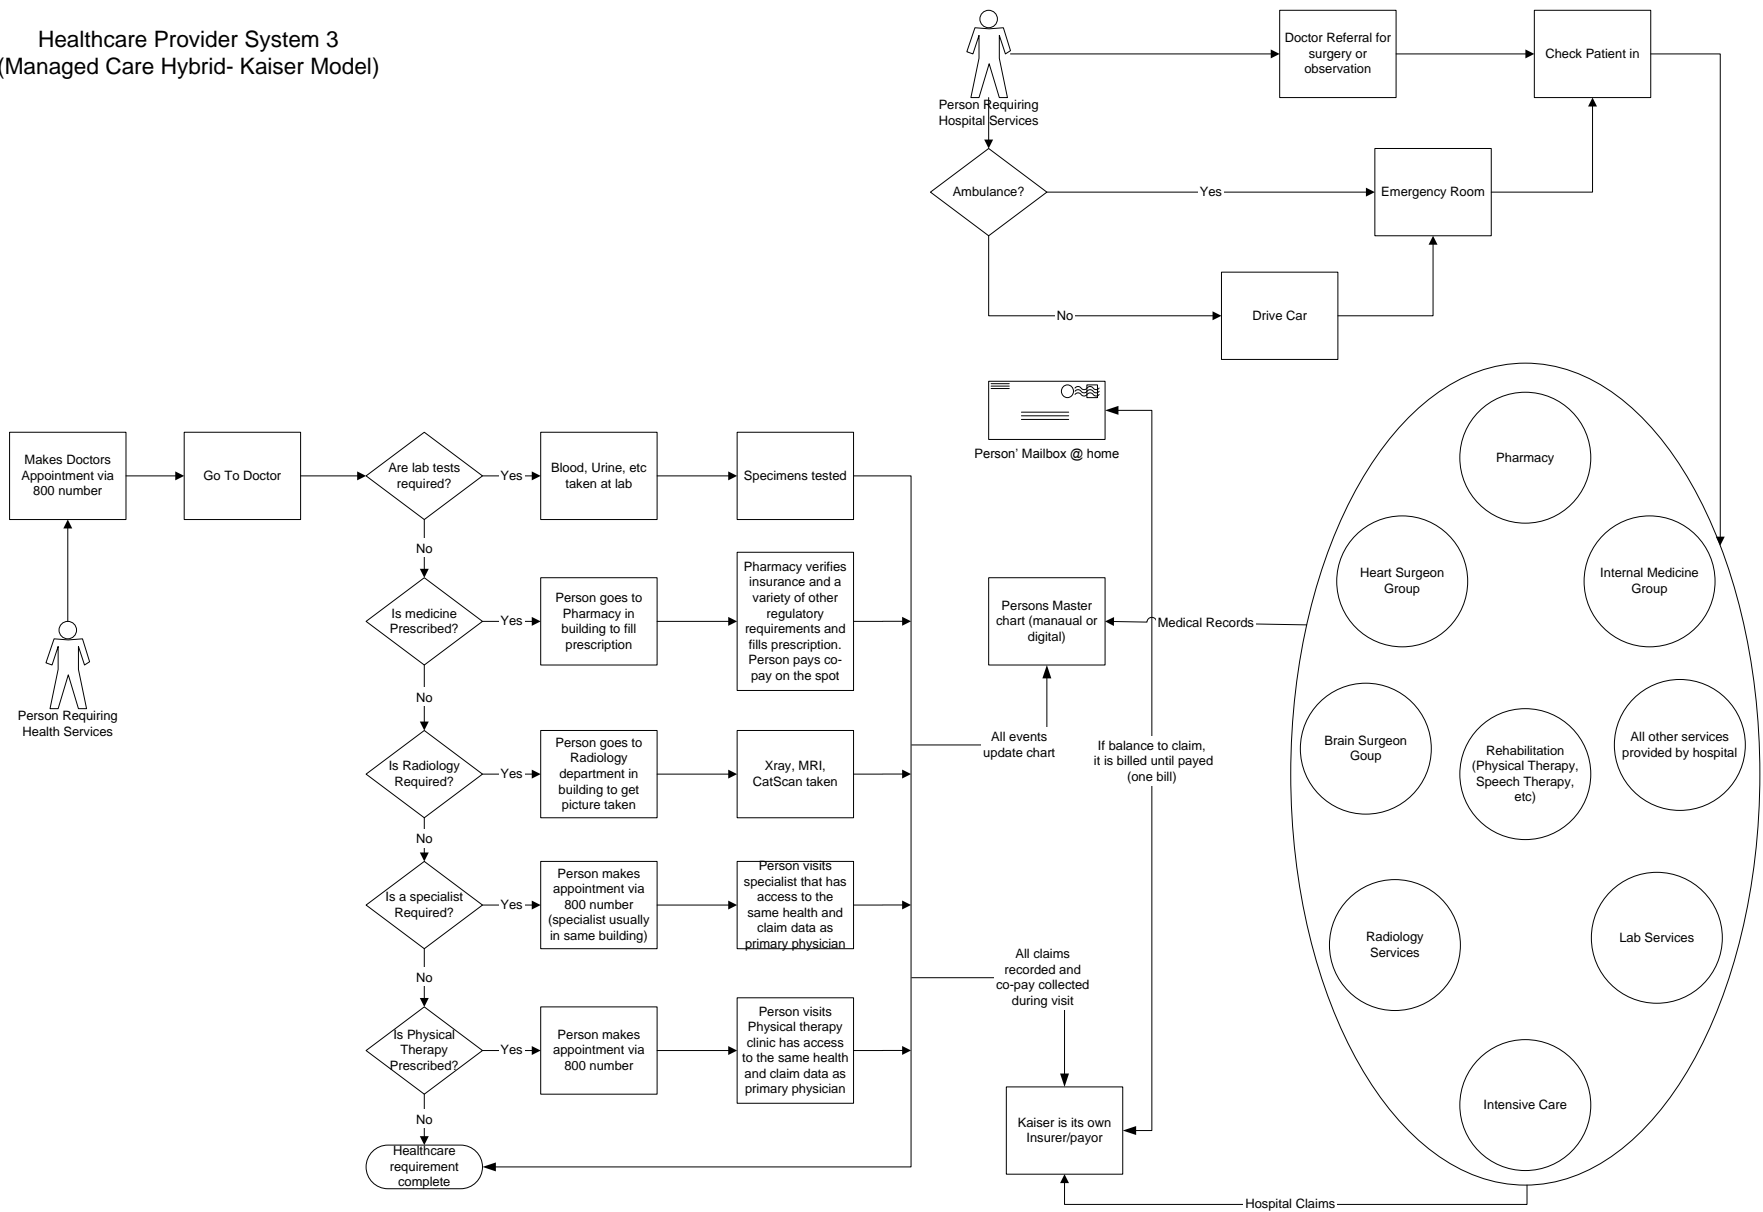 Healthcare Provider System 3
(Managed Care Hybrid- Kaiser Model)
Person Requiring
Hospital Services
Doctor Referral for
surgery or
observation
Check Patient in
Ambulance?
Yes
Emergency Room
No
Drive Car
Person' Mailbox @ home
Makes Doctors
Appointment via
800 number
Go To Doctor
Are lab tests
required?
Yes
Blood, Urine, etc
taken at lab
Specimens tested
No
Person Requiring
Health Services
Is medicine
Prescribed?
Yes
Person goes to
Pharmacy in
building to fill
prescription
Pharmacy verifies
insurance and a
variety of other
regulatory
requirements and
fills prescription.
Person pays co-
pay on the spot
No
Is Radiology
Required?
Yes
Person goes to
Radiology
department in
building to get
picture taken
Xray, MRI,
CatScan taken
No
Is a specialist
Required?
Yes
Person makes
appointment via
800 number
(specialist usually
in same building)
Person visits
specialist that has
access to the
same health and
claim data as
primary physician
No
Is Physical
Therapy
Prescribed?
Yes
Person makes
appointment via
800 number
Person visits
Physical therapy
clinic has access
to the same health
and claim data as
primary physician
No
Healthcare
requirement
complete
Persons Master
chart (manaual or
digital)
Medical Records
All events
update chart
If balance to claim,
it is billed until payed
(one bill)
All claims
recorded and
co-pay collected
during visit
Kaiser is its own
Insurer/payor
Hospital Claims
Pharmacy
Heart Surgeon
Group
Internal Medicine
Group
Brain Surgeon
Goup
Rehabilitation
(Physical Therapy,
Speech Therapy,
etc)
All other services
provided by hospital
Radiology
Services
Lab Services
Intensive Care